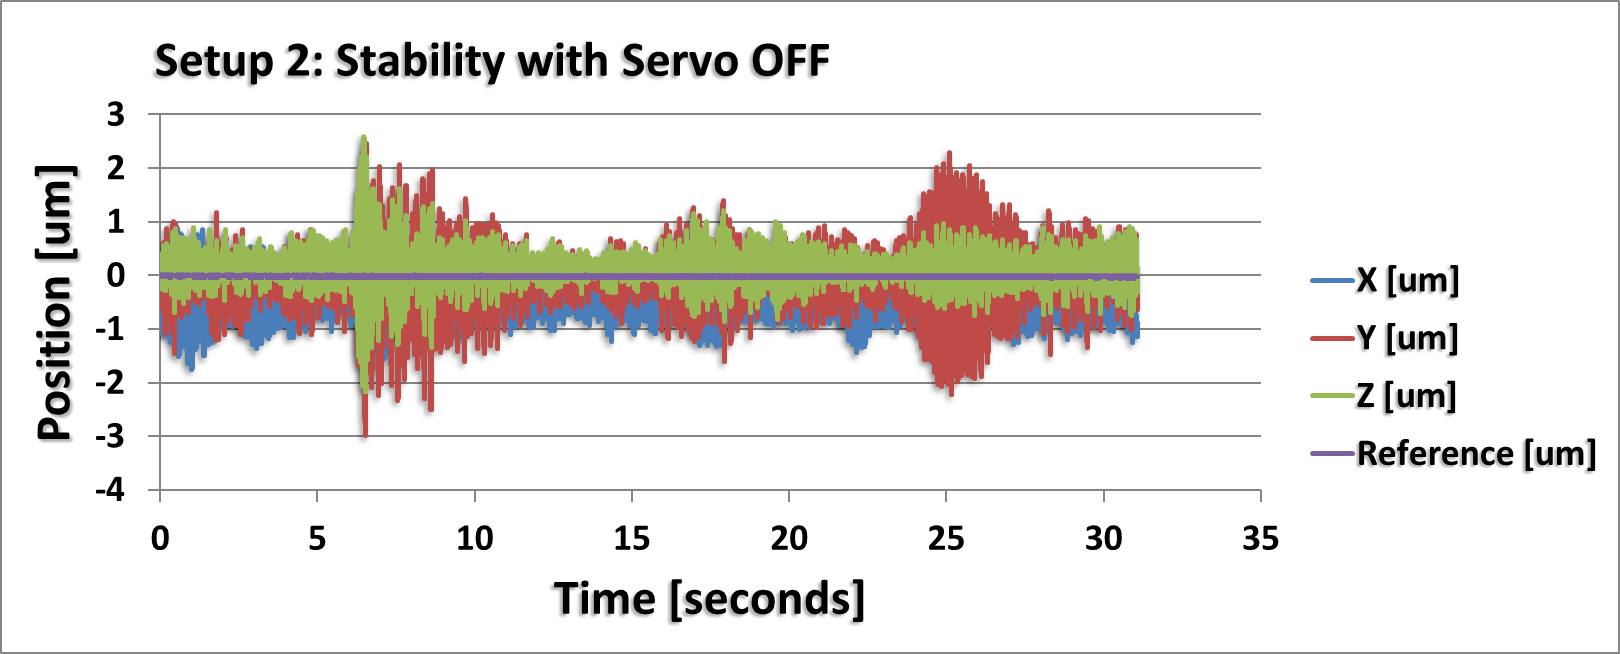 Setup 2: Stability with Servo OFF
3
2
1
0
-1
-2
-3
-4
Position [um]
0 5 10 15 20 25 30 35
Time [seconds]
X [um]
Y [um]
Z [um]
Reference [um]